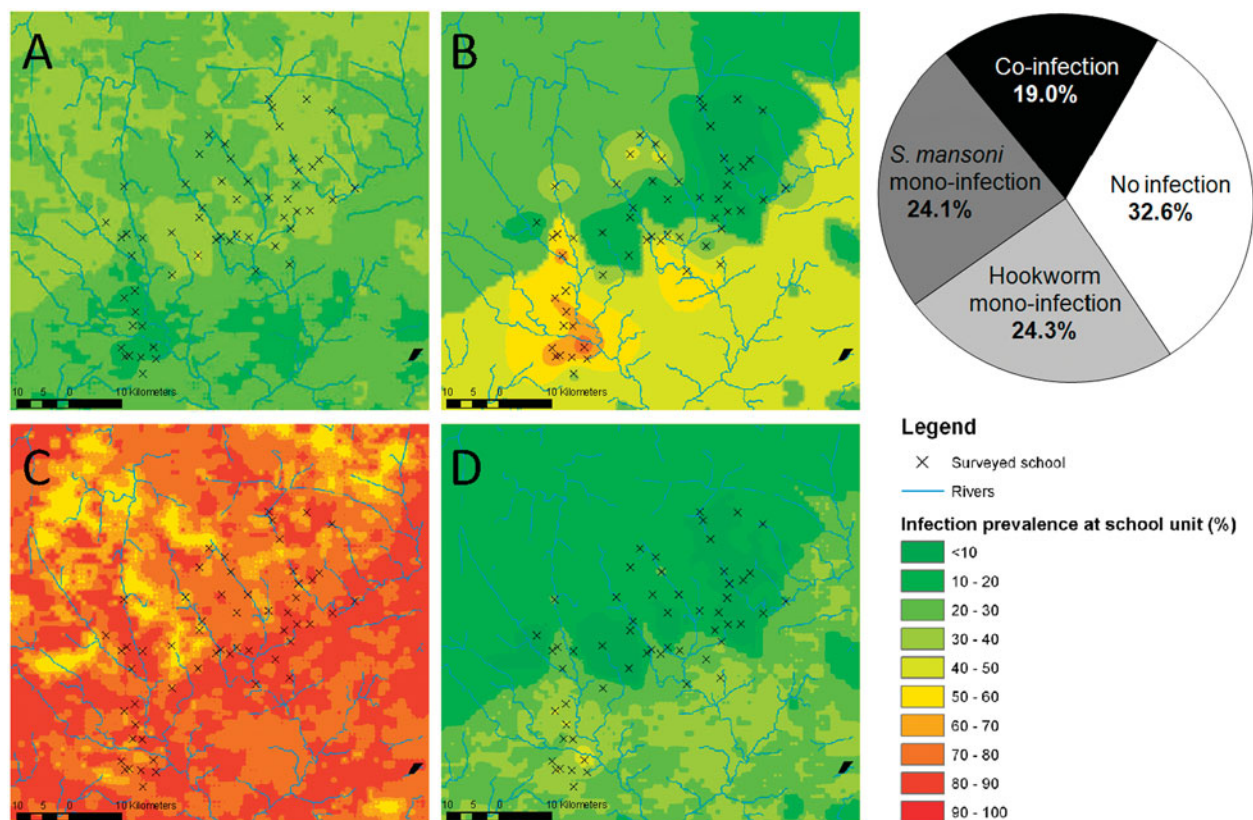 A
10 5 0 10 Kilometers
B
10 5 0 10 Kilometers
C
10 5 0 10 Kilometers
D
10 5 0 10 Kilometers
Co-infection
19.0%
No infection
32.6%
S. mansoni
mono-infection
24.1%
Hookworm
mono-infection
24.3%
Legend
Surveyed school
Rivers
Infection prevalence at school unit (%)
<10
10 - 20
20 - 30
30 - 40
40 - 50
50 - 60
60 - 70
70 - 80
80 - 90
90 - 100